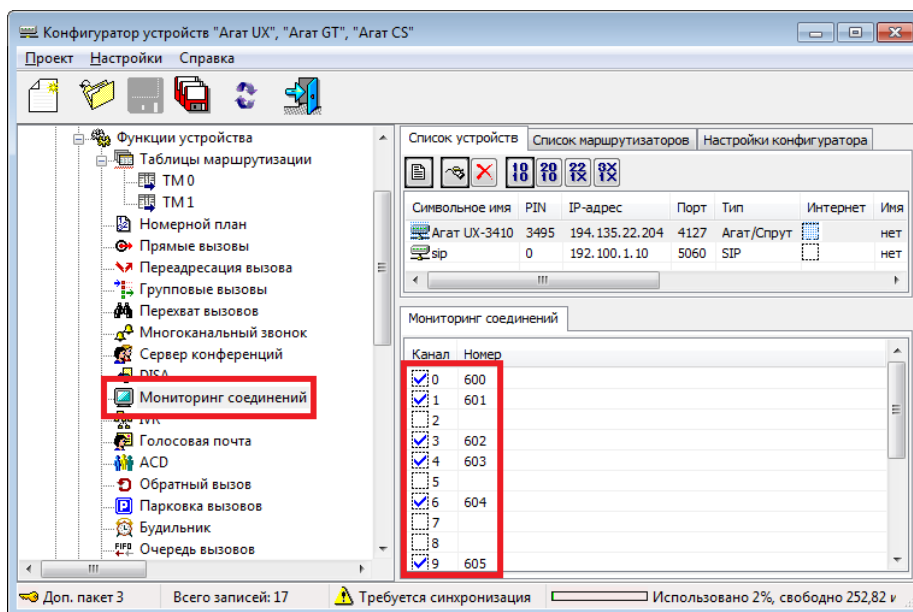 Конфигуратор устройств "Агат UX", "Агат GT", "Агат CS"
Проект Настройки Справка
Функции устройства
Таблицы маршрутизации
ТМ 0
ТМ 1
Номерной план
Прямые вызовы
Переадресация вызова
Групповые вызовы
Перехват вызовов
Многоканальный звонок
Сервер конференций
DISA
Мониторинг соединений
IVR
Голосовая почта
ACD
Обратный вызов
Парковка вызовов
Будильник
Очередь вызовов
Список устройств Список маршрутизаторов Настройки конфигуратора
Символьное имя PIN IP-адрес Порт Тип Интернет Имя
Агат UX-3410 3495 194.135.22.204 4127 Агат/Спрут нет
sip 0 192.100.1.10 5060 SIP нет
Мониторинг соединений
Канал Номер
0 600
1 601
2
3 602
4 603
5
6 604
7
8
9 605
Доп. пакет 3 Всего записей: 17 Требуется синхронизация Использовано 2%, свободно 252,82